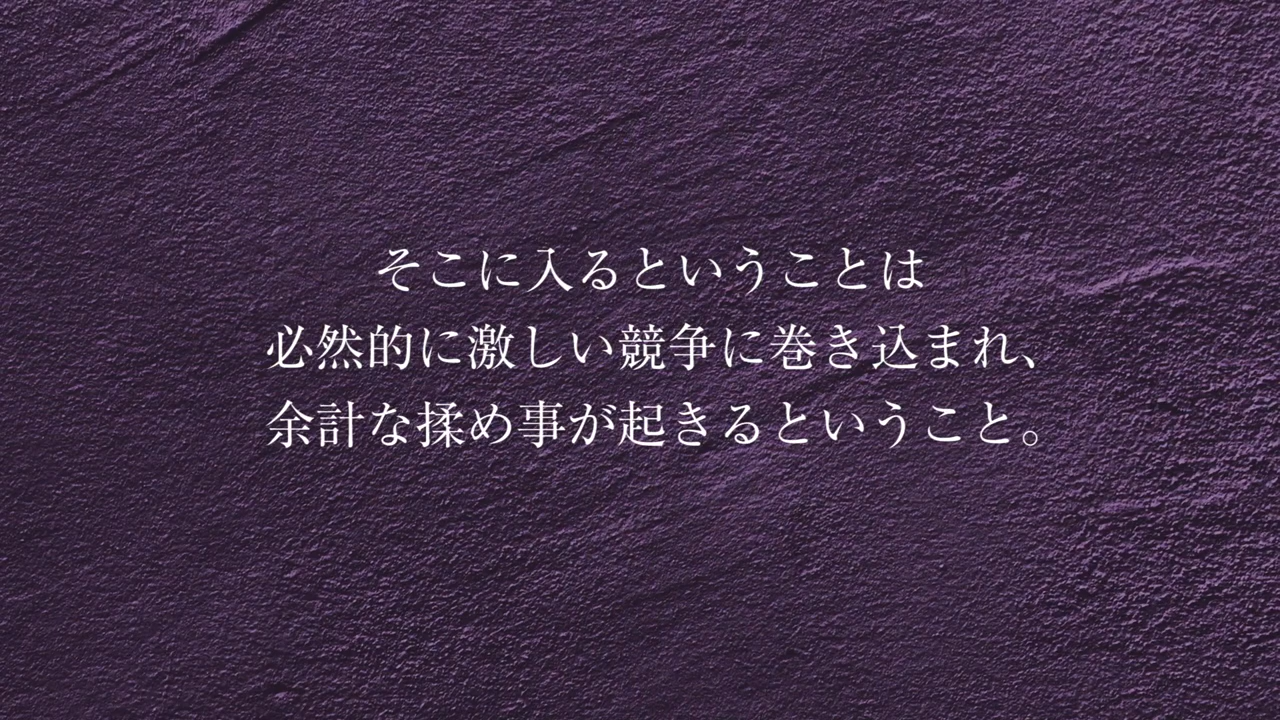 そこに入るということは
必然的に激しい競争に巻き込まれ、
余計な揉め事が起きるということ。